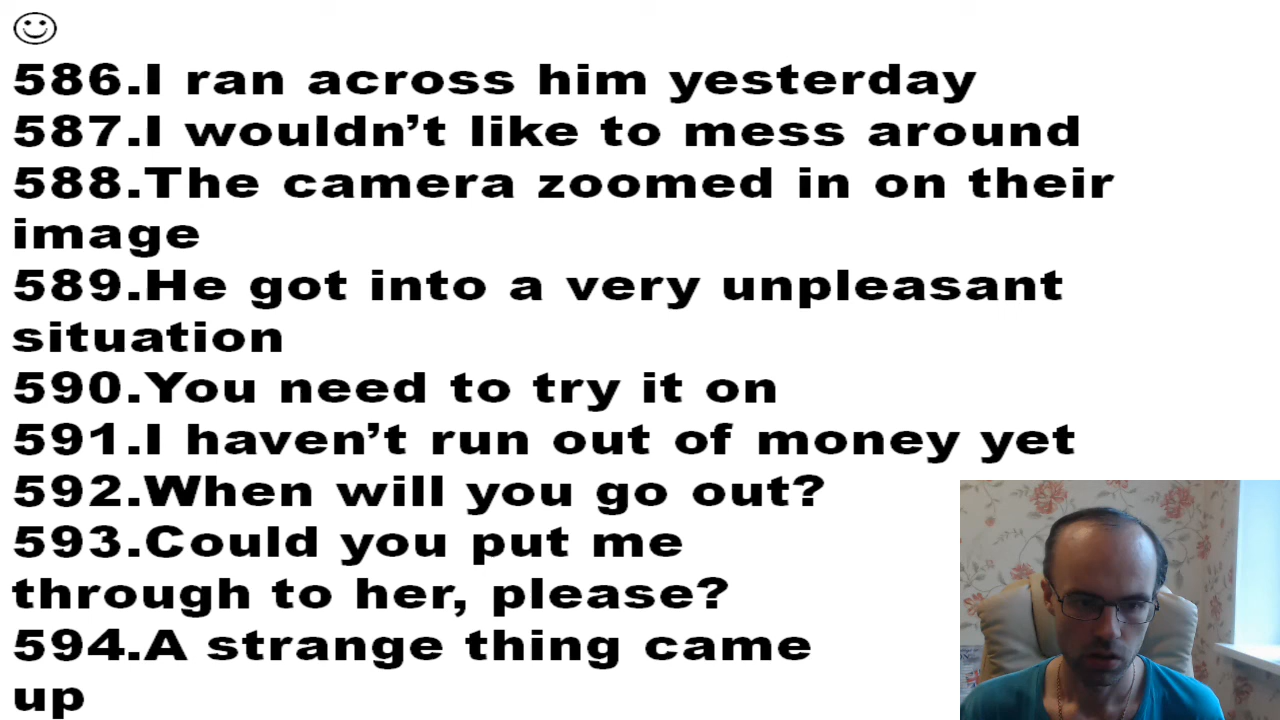 586.I ran across him yesterday
587.I wouldn’t like to mess around
588.The camera zoomed in on their
image
589.He got into a very unpleasant
situation
590.You need to try it on
591.I haven’t run out of money yet
592.When will you go out?
593.Could you put me
through to her, please?
594.A strange thing came
up